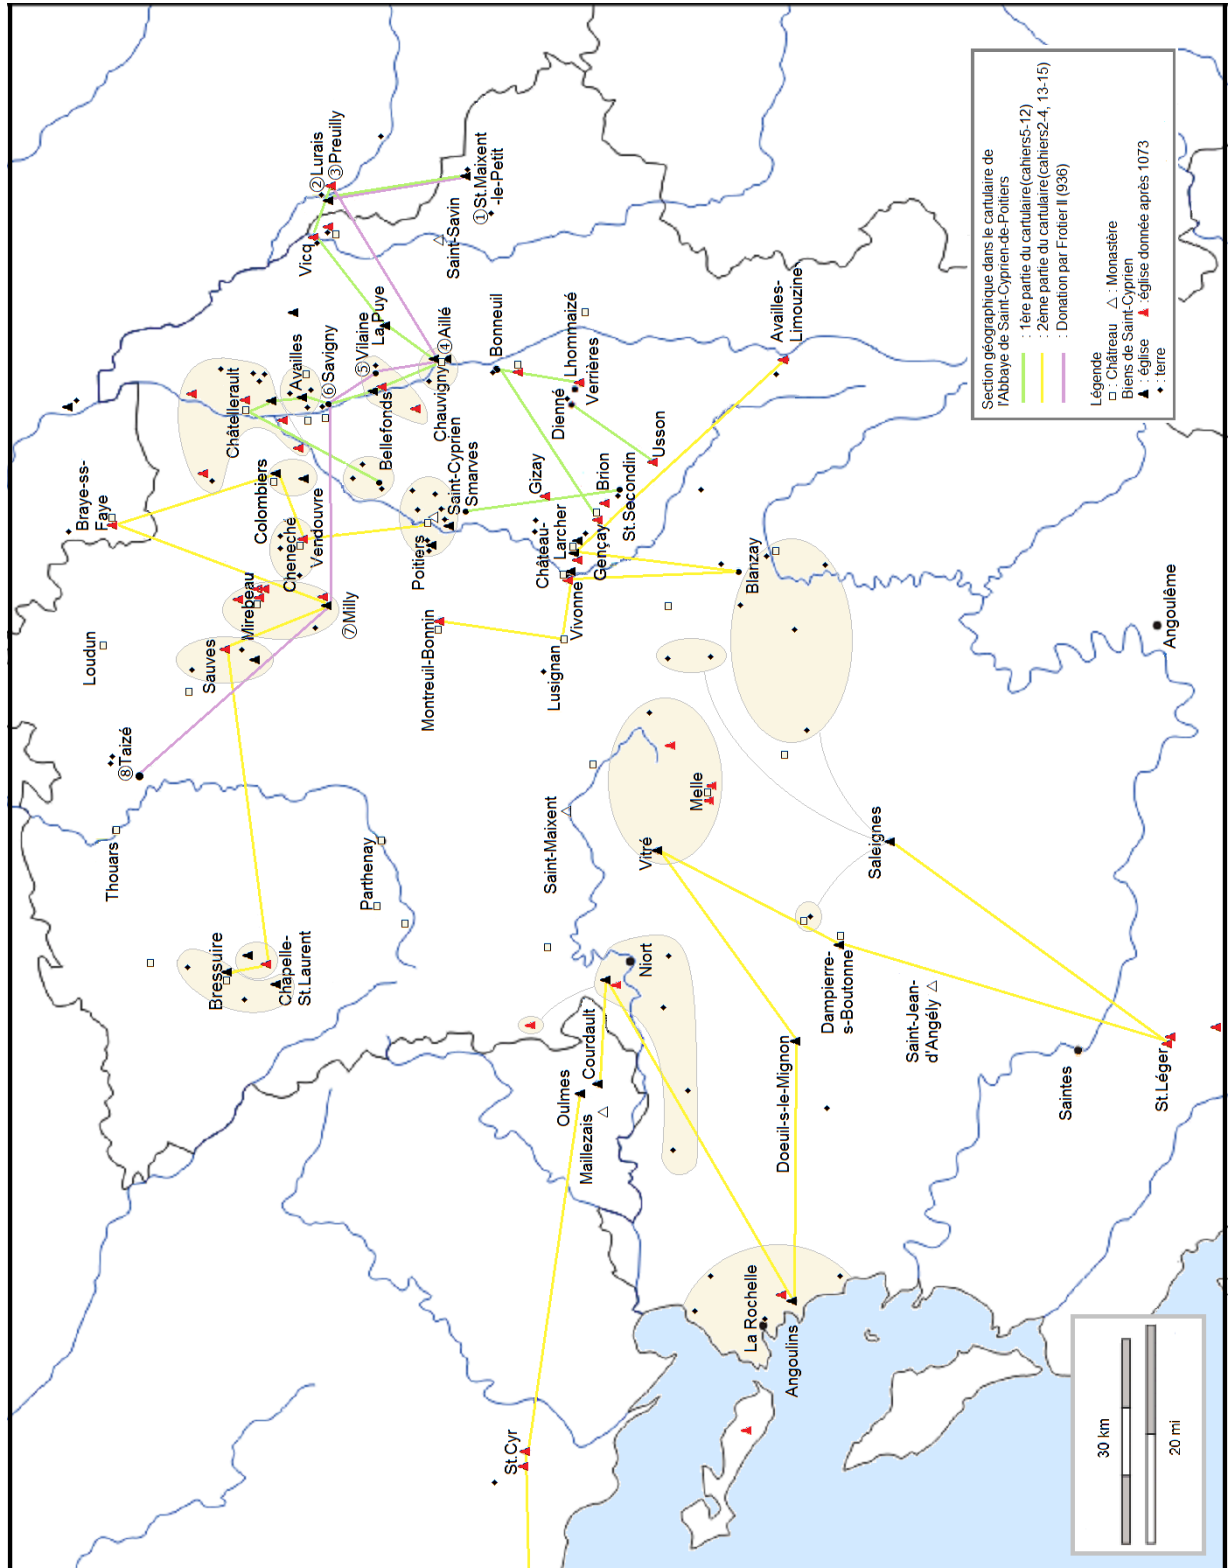 Section géographique dans le cartulaire de
l'Abbaye de Saint-Cyprien-de-Poitiers
: 1ère partie du cartulaire(cahiers5-12)
: 2ème partie du cartulaire(cahiers2-4, 13-15)
: Donation par Frotier II (936)
Légende
□ : Châtreau △ : Monastère
Biens de Saint-Cyprien
▲ : église ▲ :église donnée après 1073
♦ : terre
②Lurais
③Preuilly
①St.Maixent
-le-Petit
Vicq
Saint-Savin
La Puye
⑤Vilaine
④Aillé
Chauvigny
Availles
⑥Savigny
Châtellerault
Bellefonds
Bonneuil
Lhommaizé
Verrières
Dienné
Availles-
Limouzine
Usson
Braye-ss-
Faye
Colombiers
Vendouvre
Cheneché
Saint-Cyprien
Smarves
Poitiers
Gizay
Brion
St.Secondin
Château-
Larcher
Gençay
Vivonne
Blanzay
Mirebeau
⑦Milly
Loudun
Sauves
Montreuil-Bonnin
Lusignan
Angoulême
⑧Taizé
Thouars
Parthenay
Saint-Maixent
Melle
Vitré
Saleignes
Bressuire
Chapelle-
St.Laurent
Niort
Dampierre-
s-Boutonne
Saint-Jean-
d'Angély
Courdault
Oulmes
Maillezais
Doeuil-s-le-Mignon
Saintes
St.Léger
La Rochelle
Angoulins
St.Cyr
30 km
20 mi